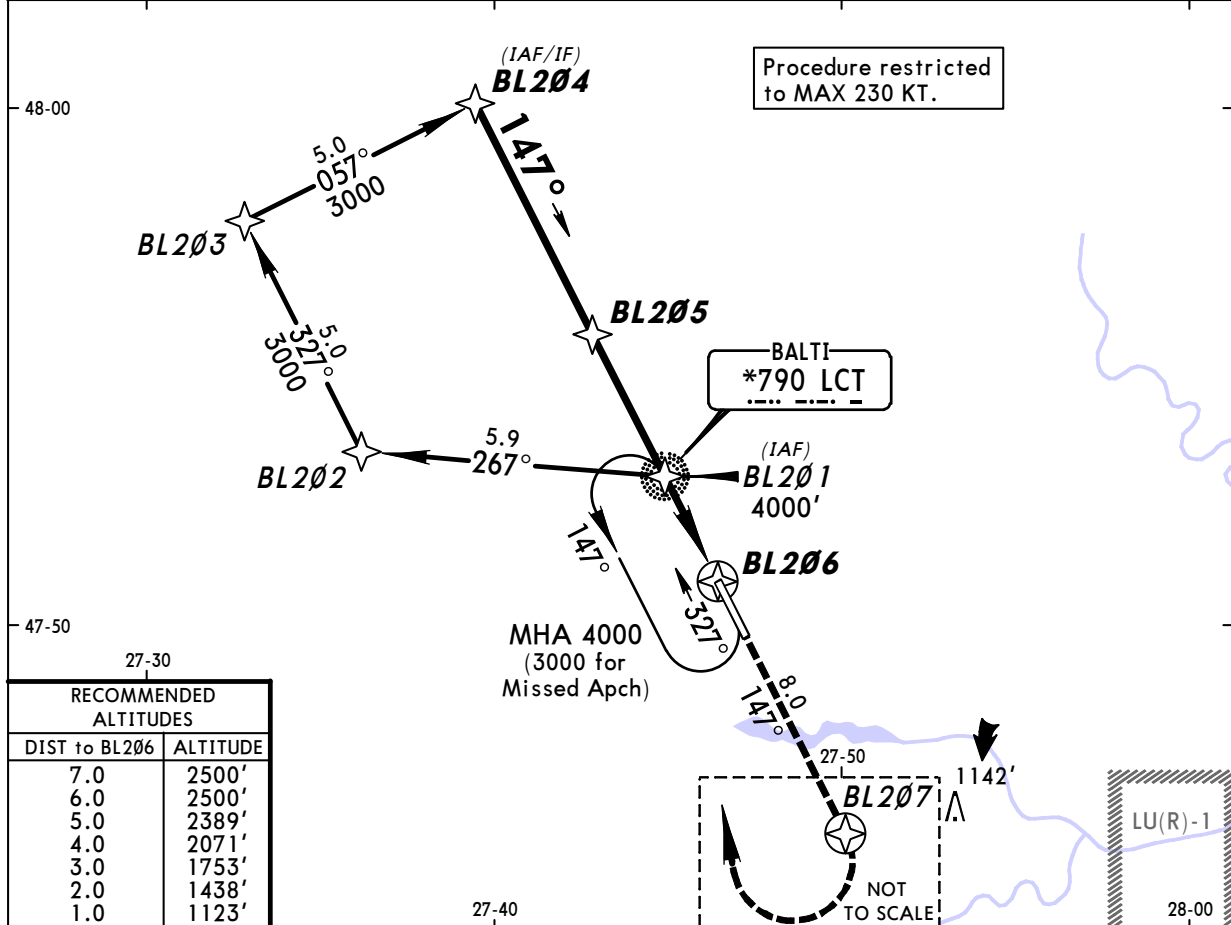 (IAF/IF)
BL2Ø4
Procedure restricted
to MAX 230 KT.
48-00
147°
5.0
057°
3000
BL2Ø3
BL2Ø5
5.0
327°
3000
BALTI
*790 LCT
5.9
267°
BL2Ø2
(IAF)
BL2Ø1
4000'
147°
BL2Ø6
327°
MHA 4000
(3000 for
Missed Apch)
47-50
27-30
8.0
147°
27-50
1142'
BL2Ø7
LU(R)-1
NOT
TO SCALE
27-40
28-00
RECOMMENDED
ALTITUDES
DIST to BL2Ø6 ALTITUDE
7.0 2500'
6.0 2500'
5.0 2389'
4.0 2071'
3.0 1753'
2.0 1438'
1.0 1123'